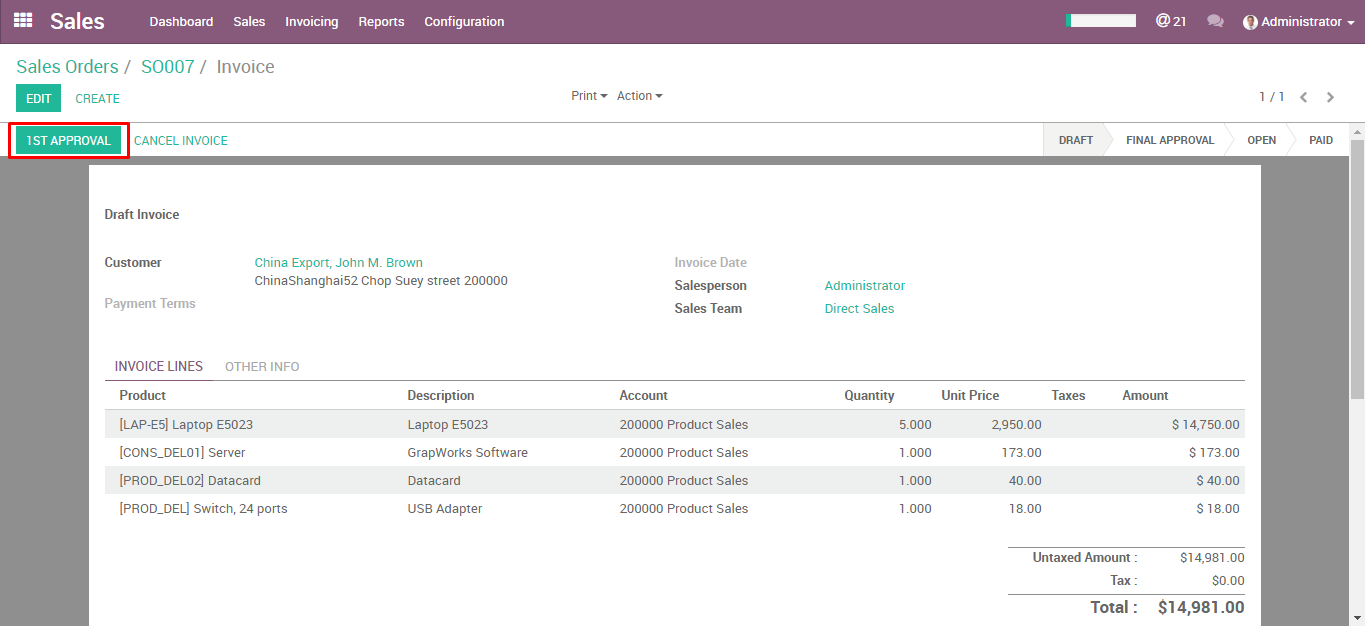 Sales Dashboard Sales Invoicing Reports Configuration @ 21 Administrator
Sales Orders / SO007 / Invoice
EDIT CREATE Print Action 1 / 1
1ST APPROVAL CANCEL INVOICE DRAFT FINAL APPROVAL OPEN PAID
Draft Invoice
Customer China Export, John M. Brown Invoice Date
ChinaShanghai52 Chop Suey street 200000
Salesperson Administrator
Payment Terms
Sales Team Direct Sales
INVOICE LINES OTHER INFO
Product Description Account Quantity Unit Price Taxes Amount
[LAP-E5] Laptop E5023 Laptop E5023 200000 Product Sales 5.000 2,950.00 $ 14,750.00
[CONS_DEL01] Server GrapWorks Software 200000 Product Sales 1.000 173.00 $ 173.00
[PROD_DEL02] Datacard Datacard 200000 Product Sales 1.000 40.00 $ 40.00
[PROD_DEL] Switch, 24 ports USB Adapter 200000 Product Sales 1.000 18.00 $ 18.00
Untaxed Amount : $14,981.00
Tax : $0.00
Total : $14,981.00